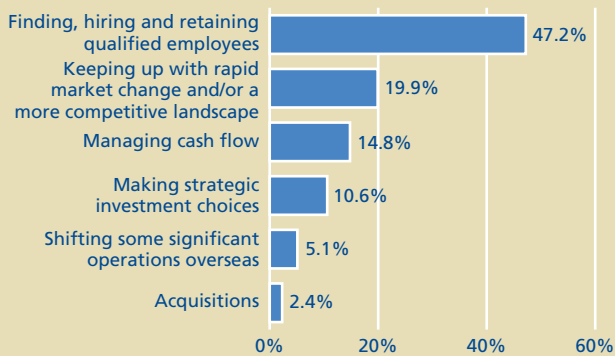 Finding, hiring and retaining
qualified employees
47.2%
Keeping up with rapid
market change and/or a
more competitive landscape
19.9%
Managing cash flow
14.8%
Making strategic
investment choices
10.6%
Shifting some significant
operations overseas
5.1%
Acquisitions
2.4%
0% 20% 40% 60%